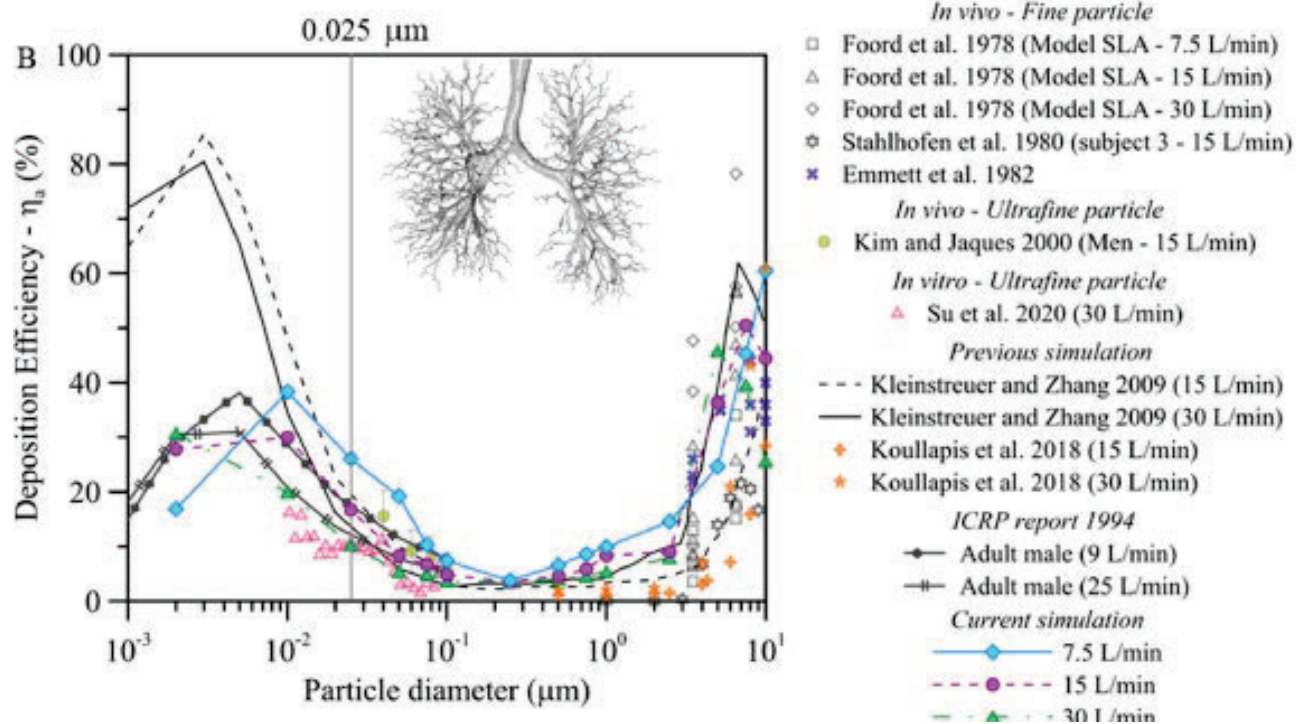 B
0.025 μm
Deposition Efficiency - ηa (%)
100
80
60
40
20
0
10-3
10-2
10-1
100
101
Particle diameter (μm)
In vivo - Fine particle
Foord et al. 1978 (Model SLA - 7.5 L/min)
Foord et al. 1978 (Model SLA - 15 L/min)
Foord et al. 1978 (Model SLA - 30 L/min)
Stahlhofen et al. 1980 (subject 3 - 15 L/min)
Emmett et al. 1982
In vivo - Ultrafine particle
Kim and Jaques 2000 (Men - 15 L/min)
In vitro - Ultrafine particle
Su et al. 2020 (30 L/min)
Previous simulation
Kleinstreuer and Zhang 2009 (15 L/min)
Kleinstreuer and Zhang 2009 (30 L/min)
Koullapis et al. 2018 (15 L/min)
Koullapis et al. 2018 (30 L/min)
ICRP report 1994
Adult male (9 L/min)
Adult male (25 L/min)
Current simulation
7.5 L/min
15 L/min
30 L/min